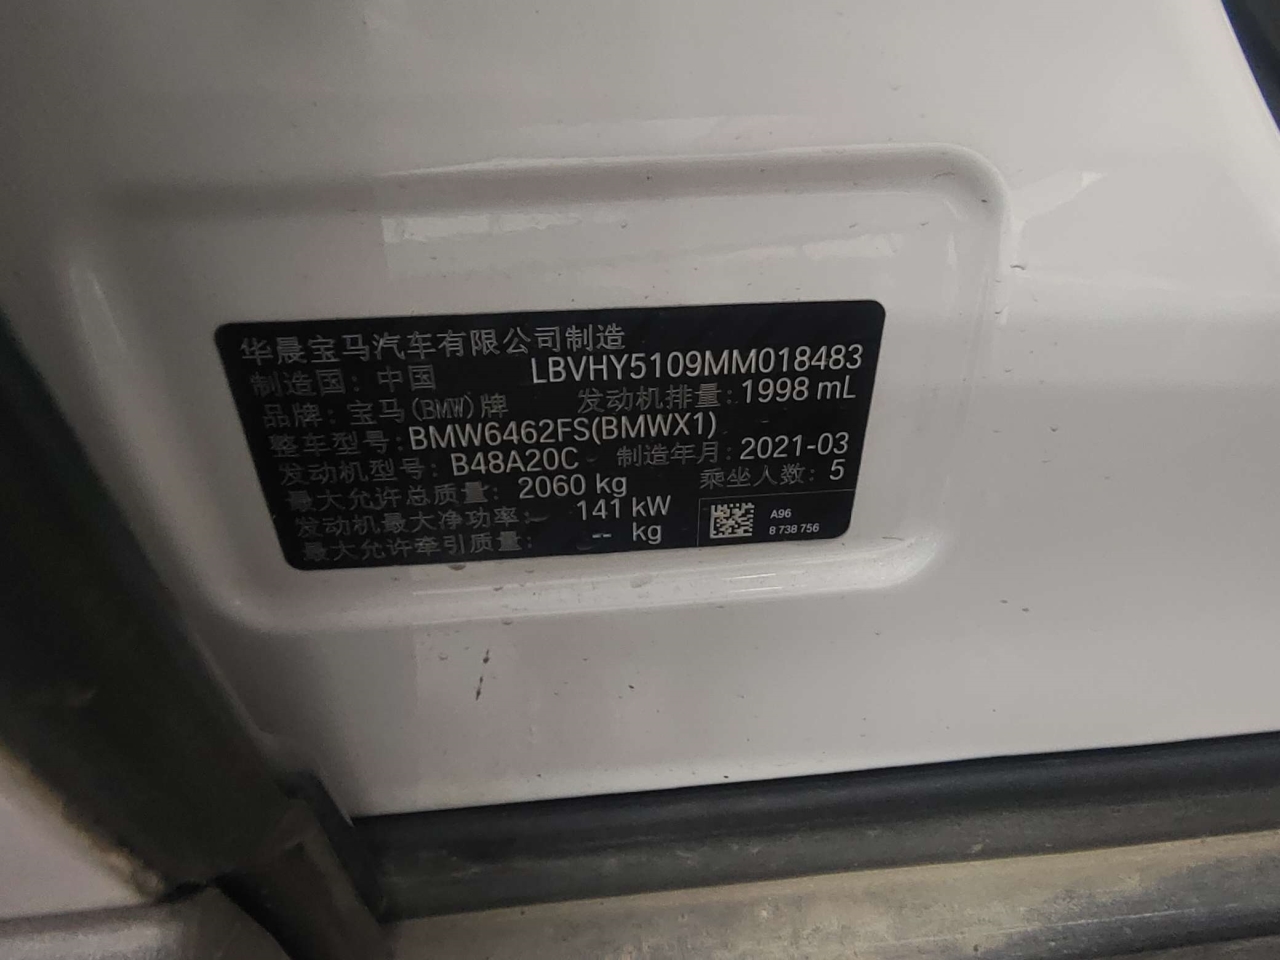 华晨宝马汽车有限公司制造
制造国: 中国 LBVHY5109MM018483
品牌: 宝马(BMW)牌 发动机排量: 1998 mL
整车型号: BMW6462FS(BMWX1)
发动机型号: B48A20C 制造年月: 2021-03
最大允许总质量: 2060 kg 乘坐人数: 5
发动机最大净功率: 141 kW
最大允许牵引质量: -- kg
A96
8 738 756